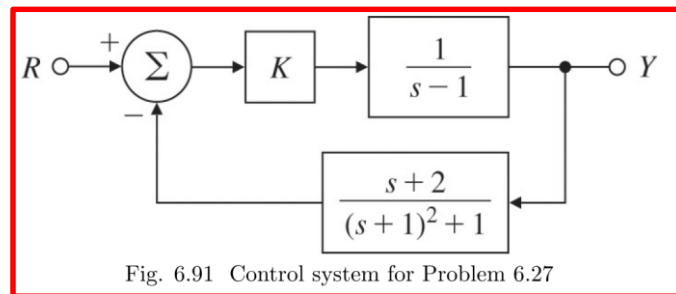 R + Σ − K 1/(s − 1) Y
(s + 2)/((s + 1)² + 1)
Fig. 6.91 Control system for Problem 6.27